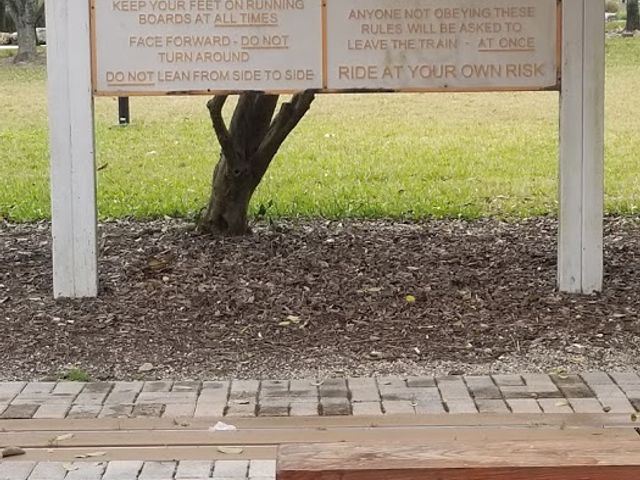 KEEP YOUR FEET ON RUNNING
BOARDS AT ALL TIMES
FACE FORWARD - DO NOT
TURN AROUND
DO NOT LEAN FROM SIDE TO SIDE
ANYONE NOT OBEYING THESE
RULES WILL BE ASKED TO
LEAVE THE TRAIN - AT ONCE
RIDE AT YOUR OWN RISK